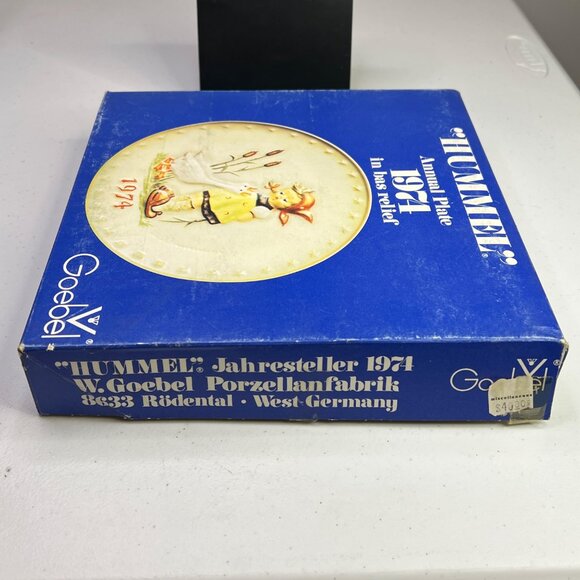 "HUMMEL"®
Annual Plate
1974
in bas relief
1974
Goebel
"HUMMEL"® Jahresteller 1974
W. Goebel Porzellanfabrik
8633 Rödental · West-Germany
Goebel
miscellaneous